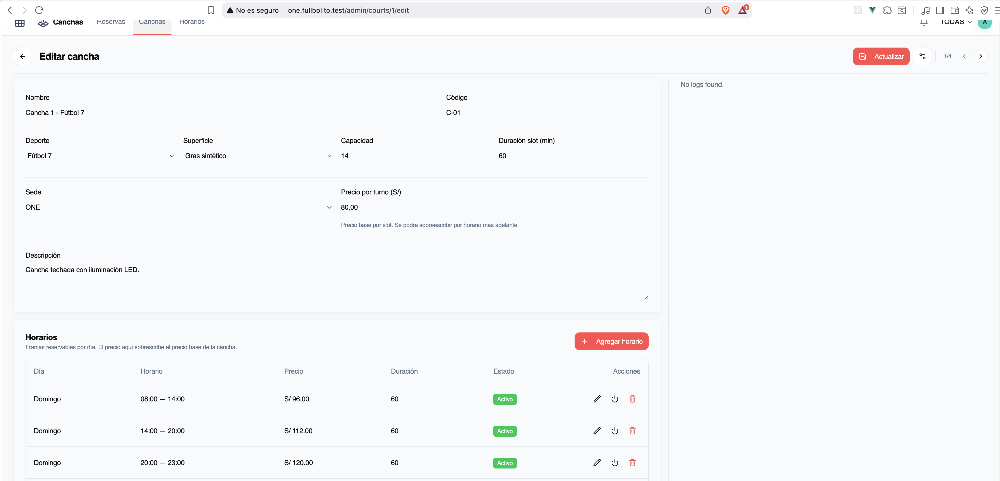 No es seguro one.fullbolito.test/admin/courts/1/edit 1
Canchas Reservas Canchas Horarios TODAS A
Editar cancha Actualizar 1/4
No logs found.
Nombre Código
Cancha 1 - Fútbol 7 C-01
Deporte Superficie Capacidad Duración slot (min)
Fútbol 7 Gras sintético 14 60
Sede Precio por turno (S/)
ONE 80,00
Precio base por slot. Se podrá sobreescribir por horario más adelante.
Descripción
Cancha techada con iluminación LED.
Horarios
Franjas reservables por día. El precio aquí sobrescribe el precio base de la cancha.
Agregar horario
Día Horario Precio Duración Estado Acciones
Domingo 08:00 — 14:00 S/ 96.00 60 Activo
Domingo 14:00 — 20:00 S/ 112.00 60 Activo
Domingo 20:00 — 23:00 S/ 120.00 60 Activo